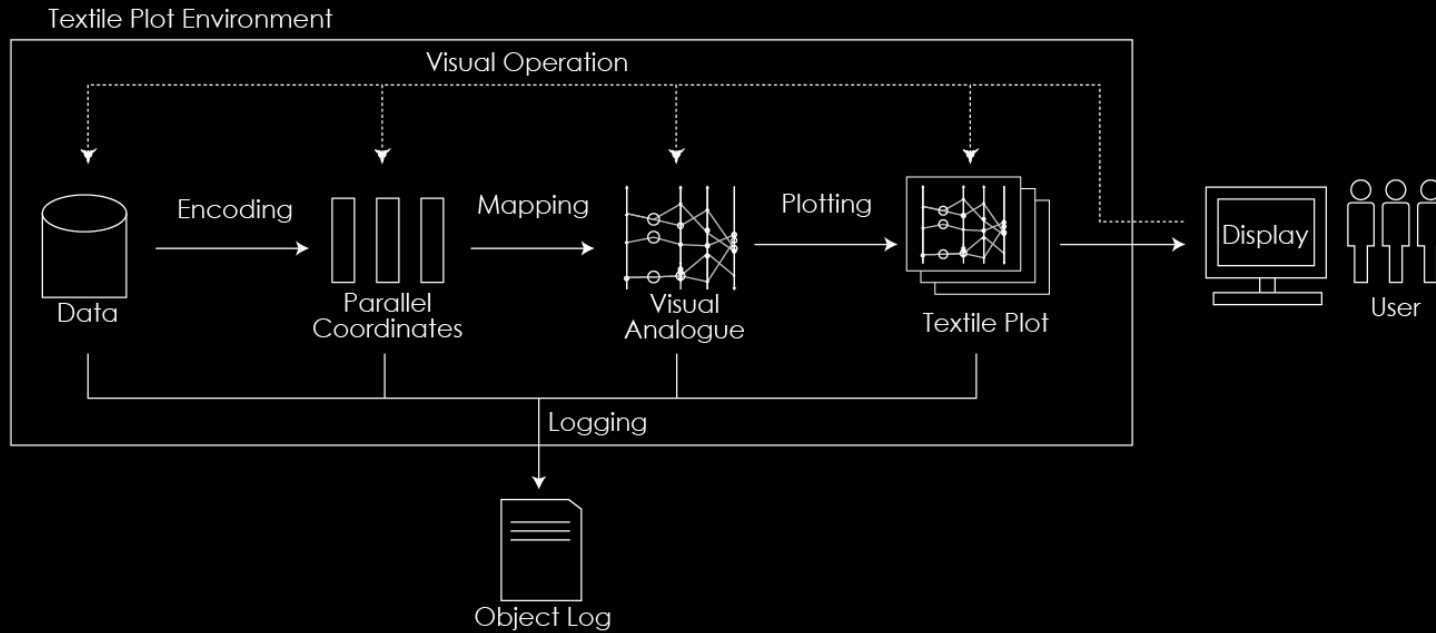 Textile Plot Environment
Visual Operation
Encoding
Mapping
Plotting
Display
Data
Parallel
Coordinates
Visual
Analogue
Textile Plot
User
Logging
Object Log